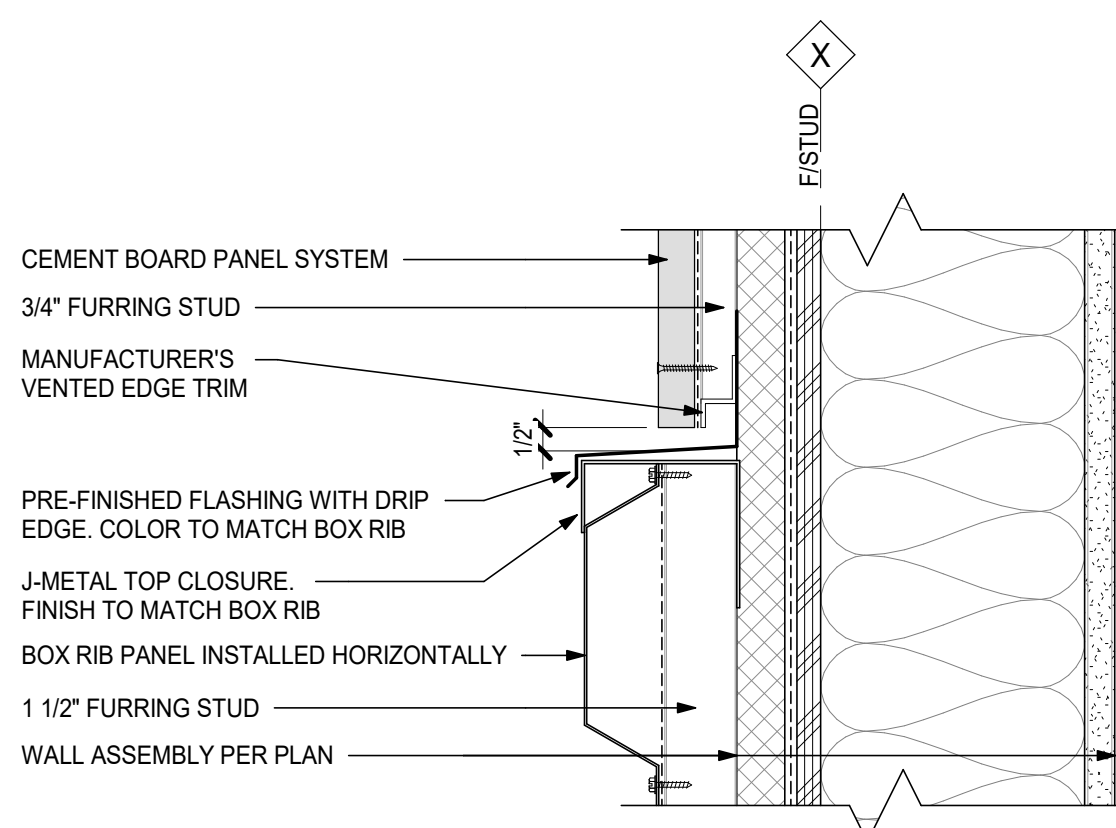 X
F/STUD
CEMENT BOARD PANEL SYSTEM
3/4" FURRING STUD
MANUFACTURER'S
VENTED EDGE TRIM
1/2"
PRE-FINISHED FLASHING WITH DRIP
EDGE. COLOR TO MATCH BOX RIB
J-METAL TOP CLOSURE.
FINISH TO MATCH BOX RIB
BOX RIB PANEL INSTALLED HORIZONTALLY
1 1/2" FURRING STUD
WALL ASSEMBLY PER PLAN